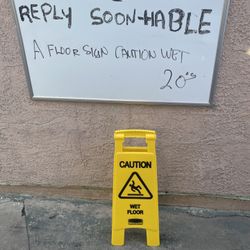 REPLY SOON-HABLE
A FLOOR SIGN CAUTION WET
20"S
CAUTION
WET
FLOOR